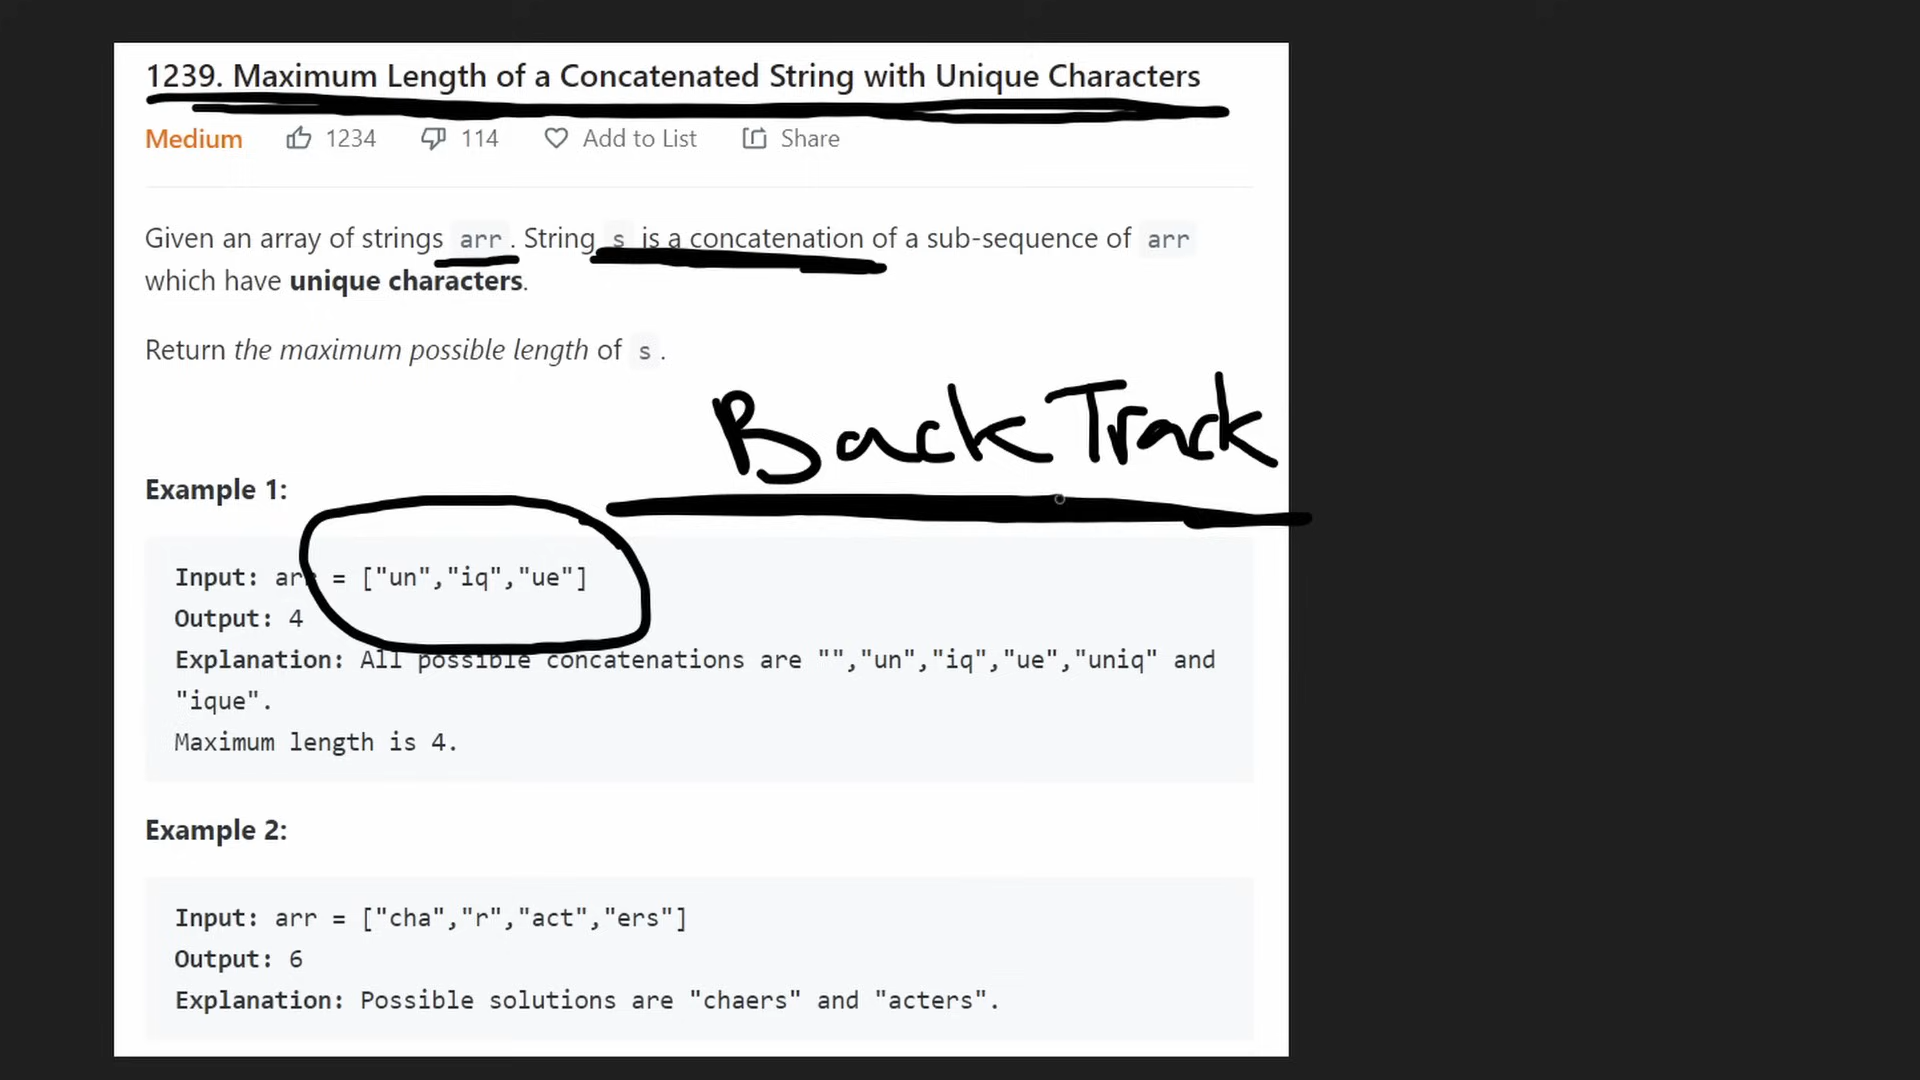 1239. Maximum Length of a Concatenated String with Unique Characters
Medium 1234 114 Add to List Share
Given an array of strings arr. String s is a concatenation of a sub-sequence of arr
which have unique characters.
Return the maximum possible length of s.
BackTrack
Example 1:
Input: arr = ["un","iq","ue"]
Output: 4
Explanation: All possible concatenations are "","un","iq","ue","uniq" and
"ique".
Maximum length is 4.
Example 2:
Input: arr = ["cha","r","act","ers"]
Output: 6
Explanation: Possible solutions are "chaers" and "acters".